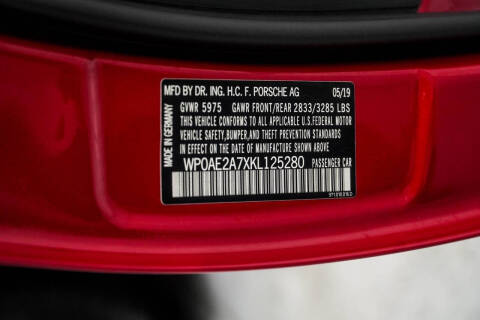 MFD BY DR. ING. H.C. F. PORSCHE AG 05/19
GVWR 5975 GAWR FRONT/REAR 2833/3285 LBS
THIS VEHICLE CONFORMS TO ALL APPLICABLE U.S.FEDERAL MOTOR
VEHICLE SAFETY,BUMPER,AND THEFT PREVENTION STANDARDS
IN EFFECT ON THE DATE OF MANUFACTURE SHOWN ABOVE.
WP0AE2A7XKL125280 PASSENGER CAR
MADE IN GERMANY